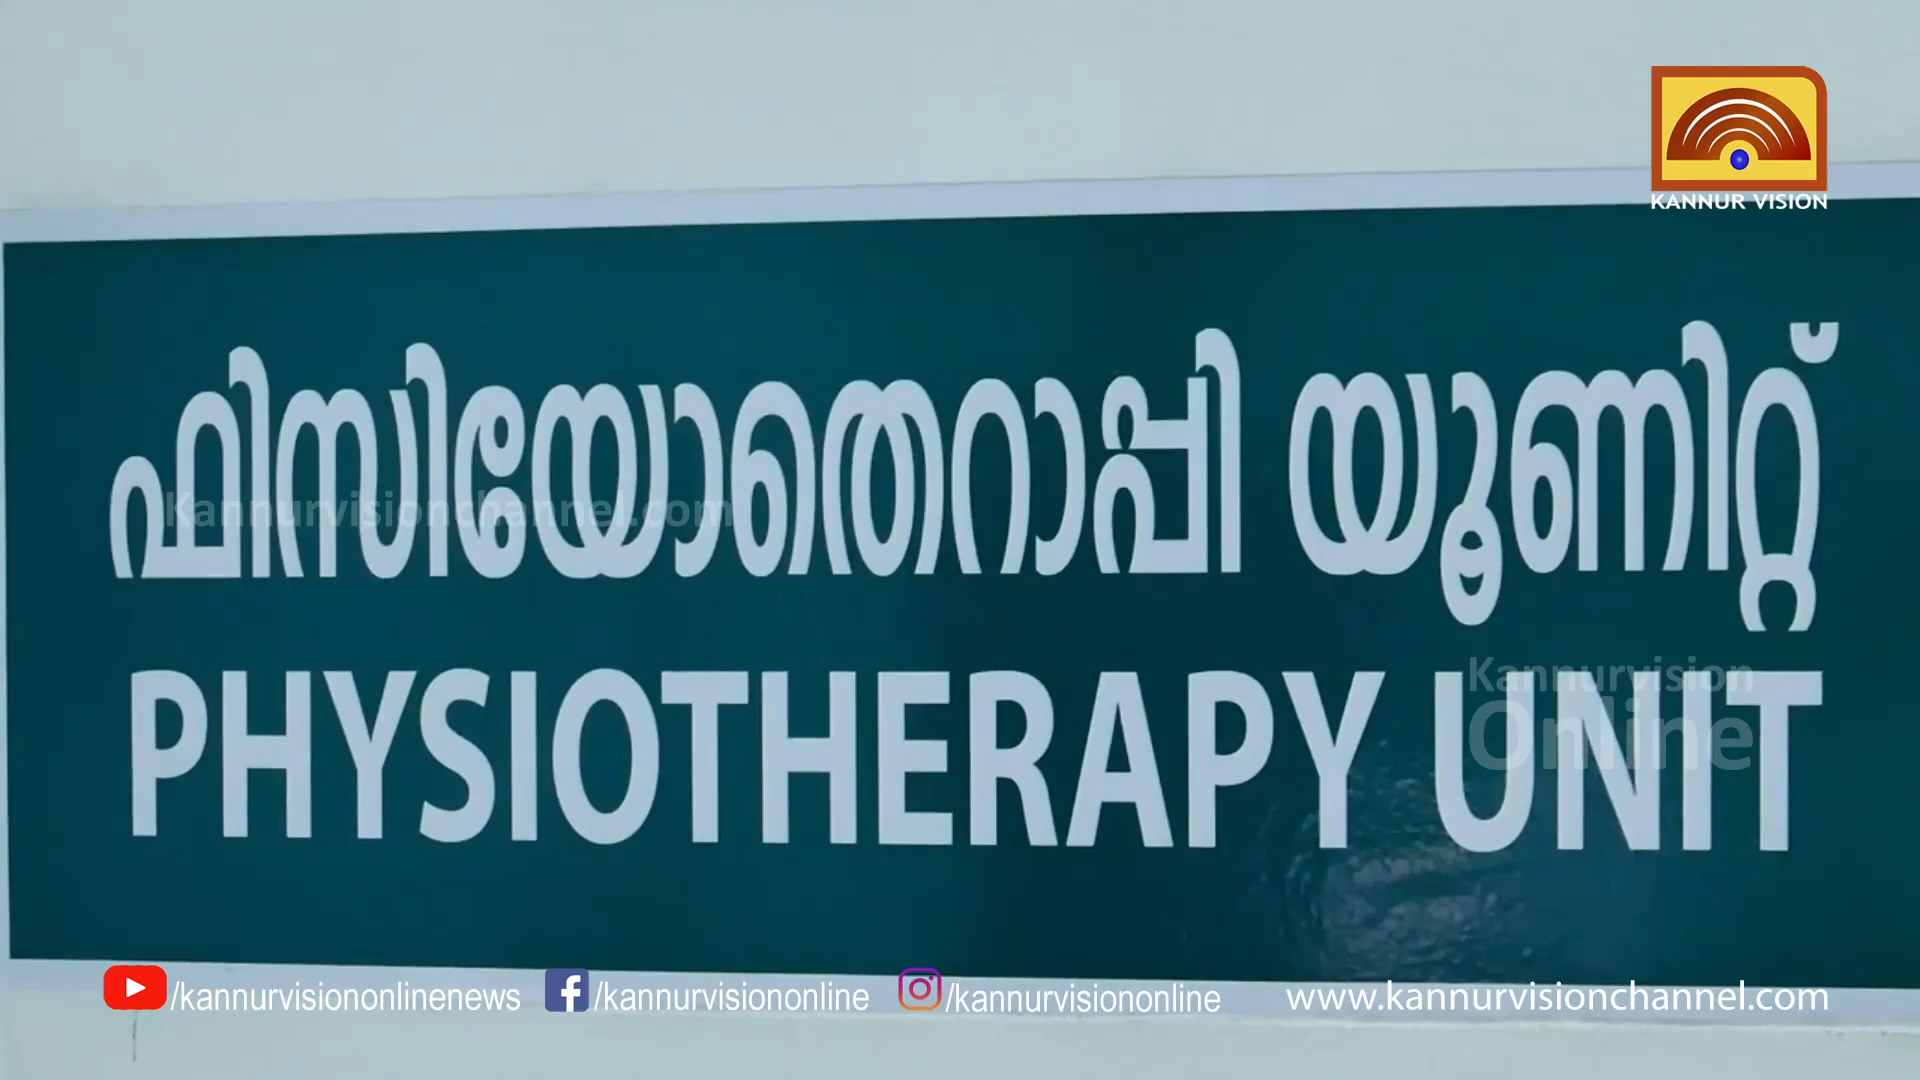 KANNUR VISION
ഫിസിയോതെറാപ്പി യൂണിറ്റ്
Kannurvisionchannel.com
PHYSIOTHERAPY UNIT
Kannurvision
Online
/kannurvisiononlinenews /kannurvisiononline /kannurvisiononline www.kannurvisionchannel.com